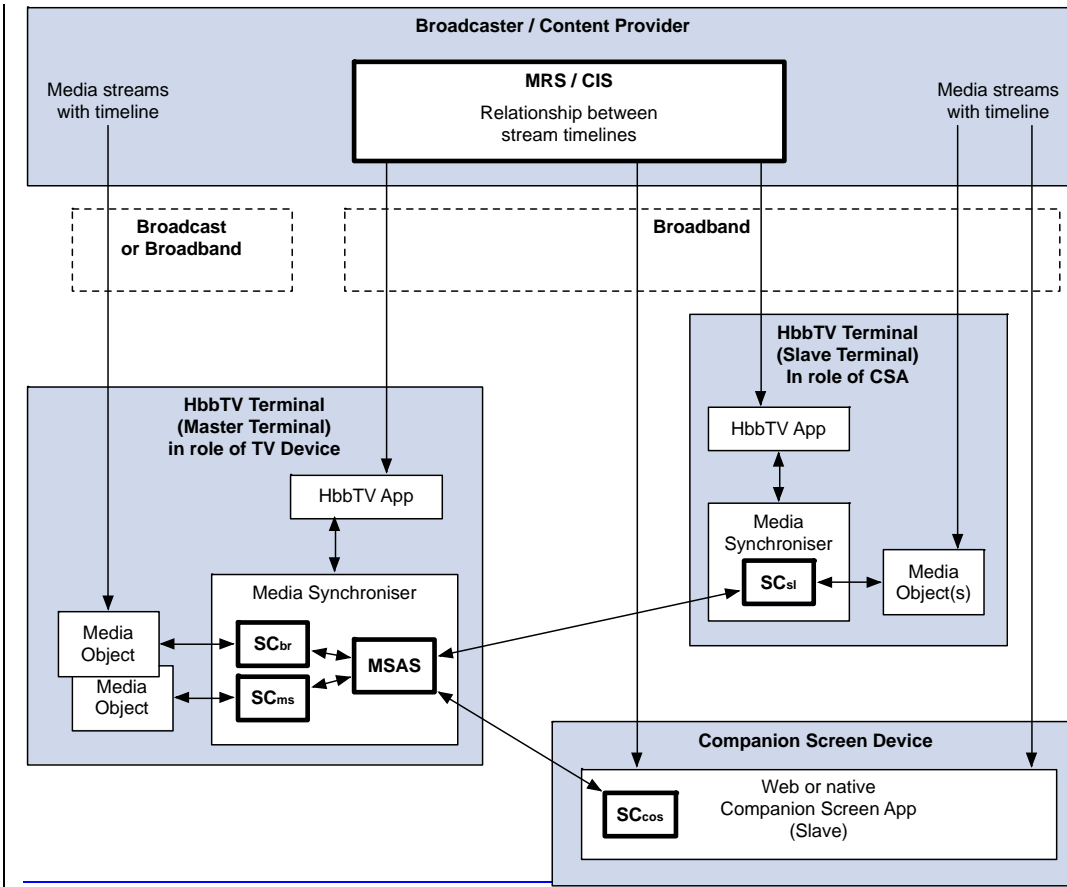 Broadcaster / Content Provider
MRS / CIS
Relationship between
stream timelines
Media streams
with timeline
Media streams
with timeline
Broadcast
or Broadband
Broadband
HbbTV Terminal
(Slave Terminal)
In role of CSA
HbbTV App
Media
Synchroniser
SCsl
Media
Object(s)
HbbTV Terminal
(Master Terminal)
in role of TV Device
HbbTV App
Media Synchroniser
Media
Object
SCbr
MSAS
Media
Object
SCms
Companion Screen Device
Web or native
Companion Screen App
(Slave)
SCcos